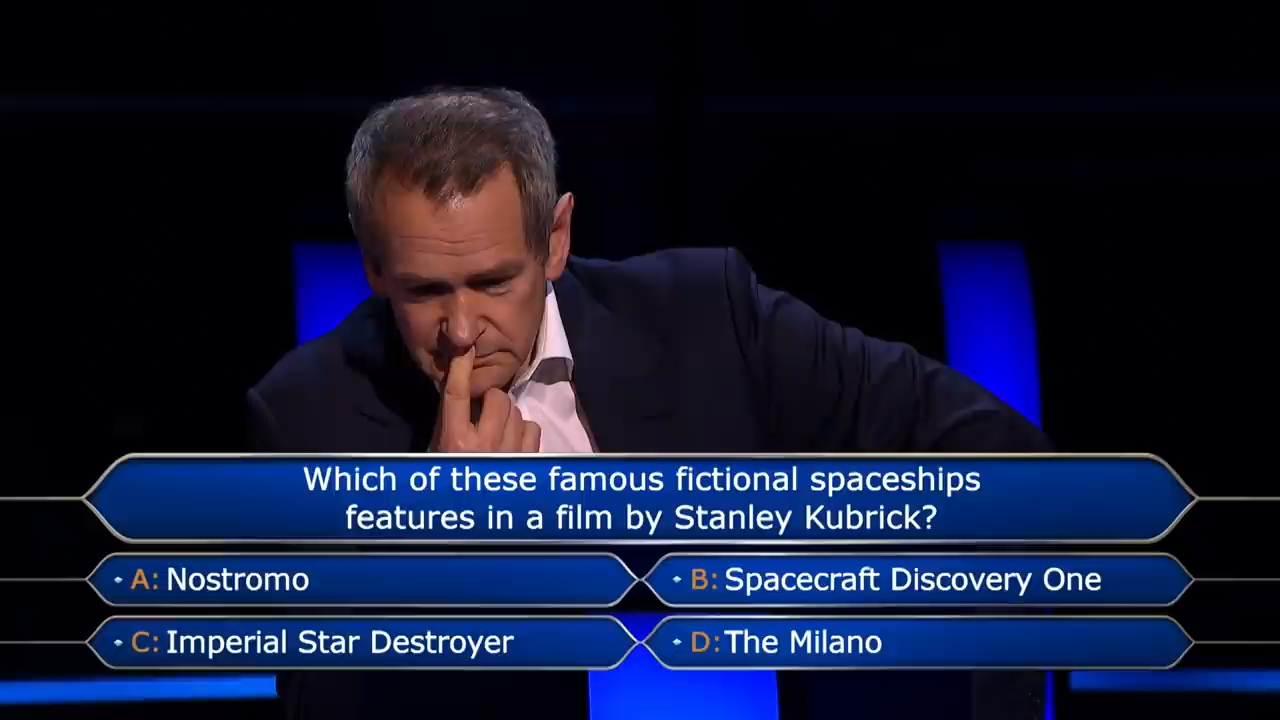 Which of these famous fictional spaceships
features in a film by Stanley Kubrick?
A: Nostromo
B: Spacecraft Discovery One
C: Imperial Star Destroyer
D: The Milano